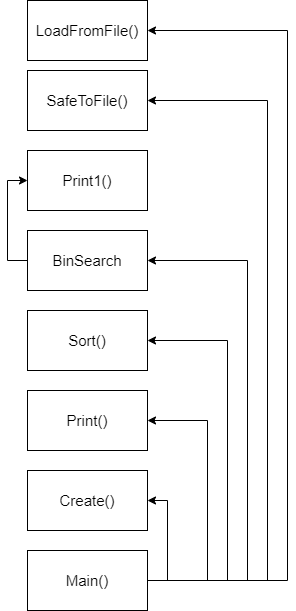 LoadFromFile()
SafeToFile()
Print1()
BinSearch
Sort()
Print()
Create()
Main()